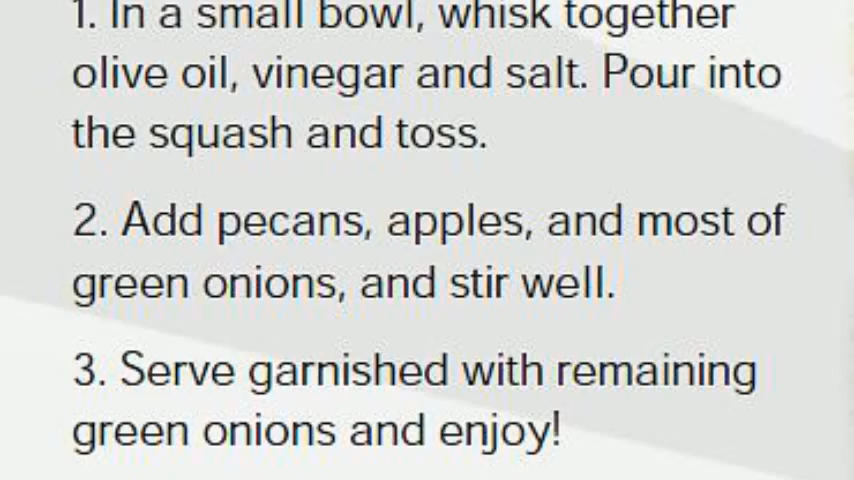 1. In a small bowl, whisk together
olive oil, vinegar and salt. Pour into
the squash and toss.
2. Add pecans, apples, and most of
green onions, and stir well.
3. Serve garnished with remaining
green onions and enjoy!